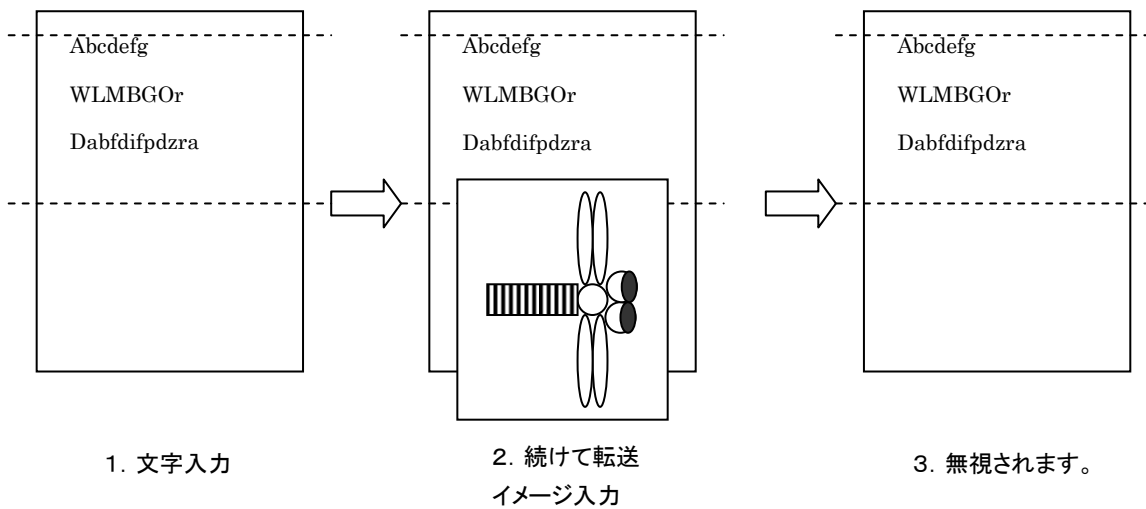 Abcdefg
WLMBGOr
Dabfdifpdzra
Abcdefg
WLMBGOr
Dabfdifpdzra
Abcdefg
WLMBGOr
Dabfdifpdzra
1．文字入力
2．続けて転送
イメージ入力
3．無視されます。